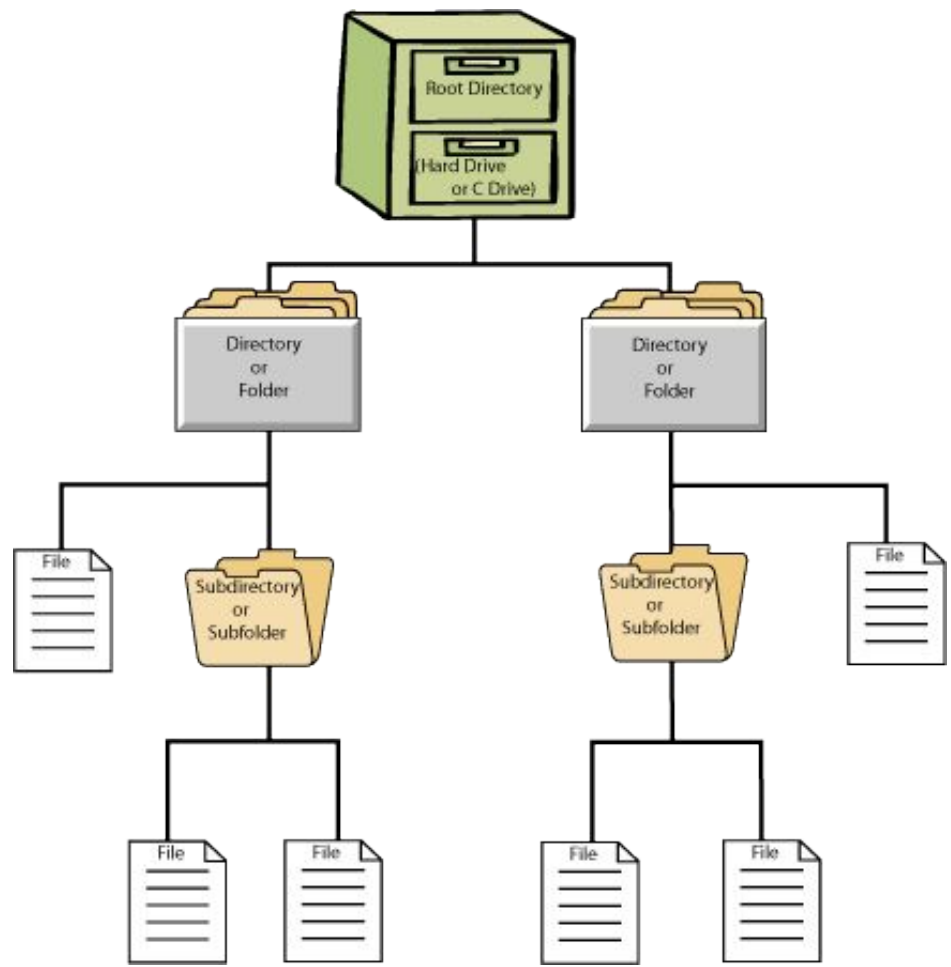 Root Directory
(Hard Drive
or C Drive)
Directory
or
Folder
Directory
or
Folder
File
Subdirectory
or
Subfolder
Subdirectory
or
Subfolder
File
File
File
File
File